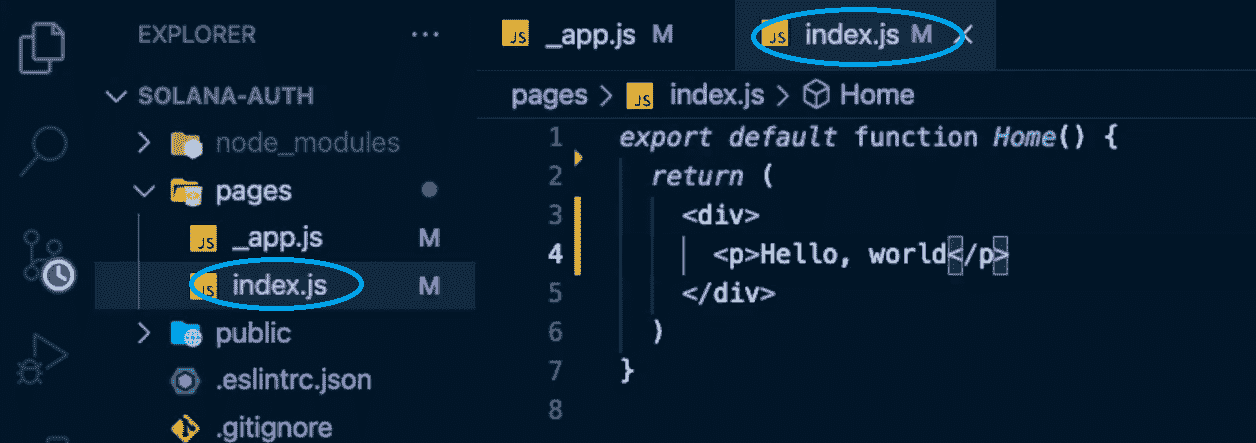 EXPLORER ...
SOLANA-AUTH
node_modules
pages
JS _app.js M
JS index.js M
public
.eslintrc.json
.gitignore
JS _app.js M JS index.js M ×
pages > JS index.js > Home
1 export default function Home() {
2 return (
3 <div>
4 <p>Hello, world</p>
5 </div>
6 )
7 }
8